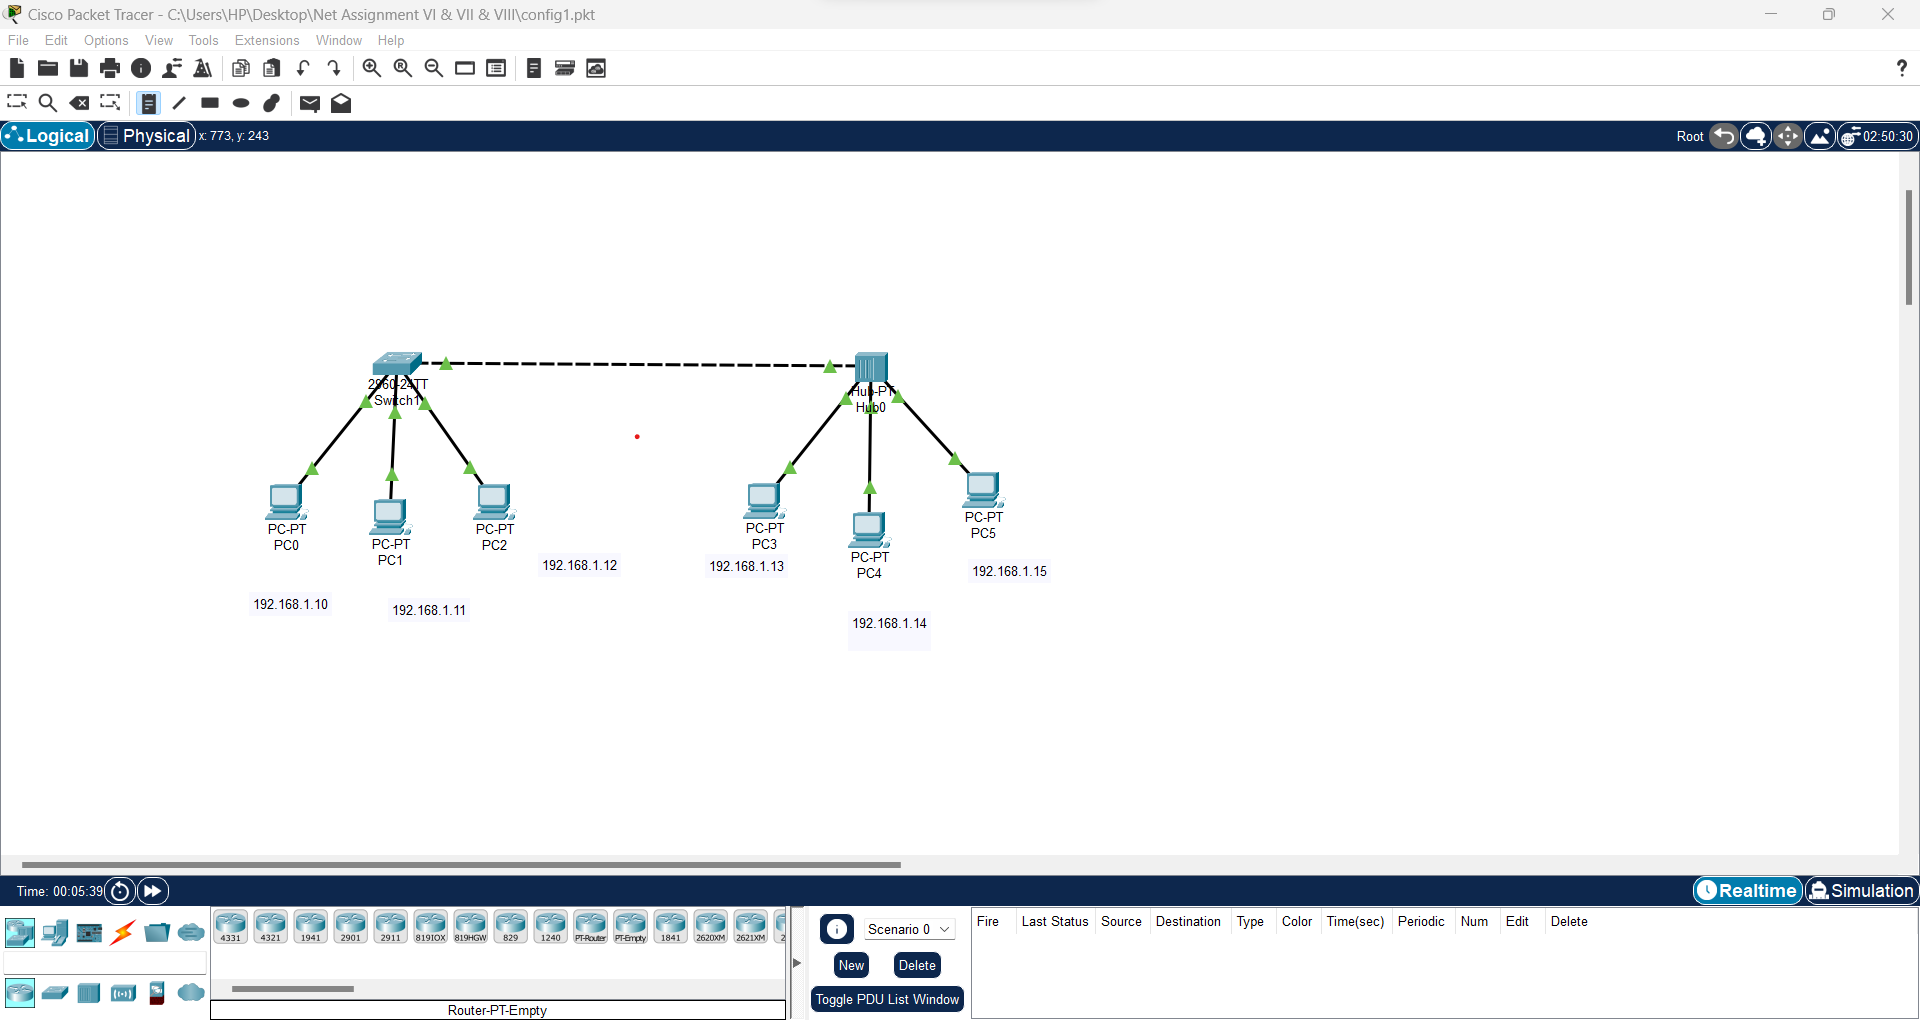 Cisco Packet Tracer - C:\Users\HP\Desktop\Net Assignment VI & VII & VIII\config1.pkt
File Edit Options View Tools Extensions Window Help
?
Logical Physical x: 773, y: 243 Root 02:50:30
2960-24TT
Switch1
Hub-PT
Hub0
PC-PT
PC0
PC-PT
PC1
PC-PT
PC2
PC-PT
PC3
PC-PT
PC4
PC-PT
PC5
192.168.1.12
192.168.1.13
192.168.1.15
192.168.1.10
192.168.1.11
192.168.1.14
Time: 00:05:39 Realtime Simulation
4331 4321 1941 2901 2911 819IOX 819HGW 829 1240 PT-Router PT-Empty 1841 2620XM 2621XM 2
Router-PT-Empty
Scenario 0
New Delete
Toggle PDU List Window
Fire Last Status Source Destination Type Color Time(sec) Periodic Num Edit Delete